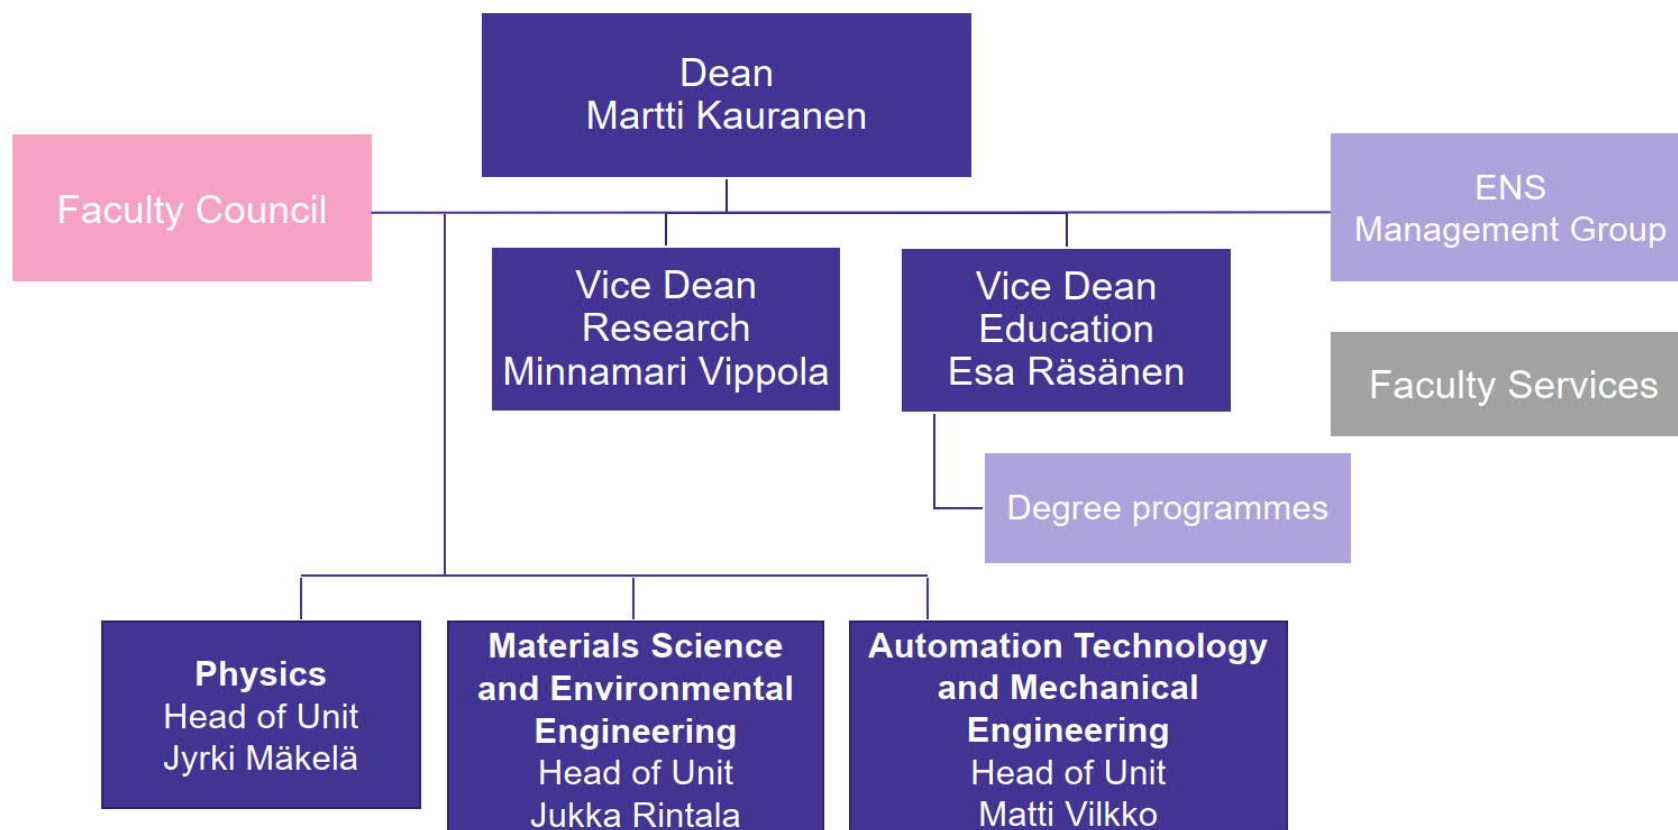 Dean
Martti Kauranen
Faculty Council
ENS
Management Group
Vice Dean
Research
Minnamari Vippola
Vice Dean
Education
Esa Räsänen
Faculty Services
Degree programmes
Physics
Head of Unit
Jyrki Mäkelä
Materials Science
and Environmental
Engineering
Head of Unit
Jukka Rintala
Automation Technology
and Mechanical
Engineering
Head of Unit
Matti Vilkko